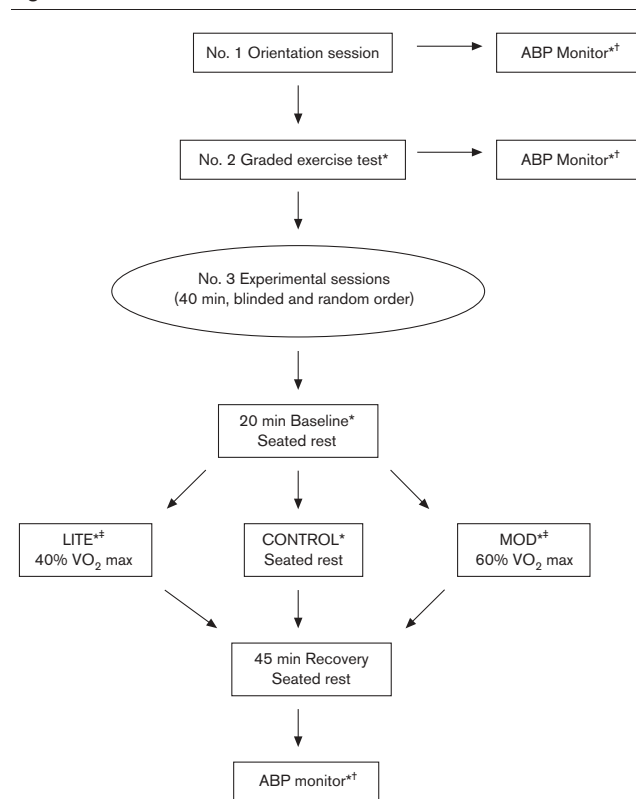 No. 1 Orientation session
ABP Monitor*†
No. 2 Graded exercise test*
ABP Monitor*†
No. 3 Experimental sessions
(40 min, blinded and random order)
20 min Baseline*
Seated rest
LITE*‡
40% VO₂ max
CONTROL*
Seated rest
MOD*‡
60% VO₂ max
45 min Recovery
Seated rest
ABP monitor*†